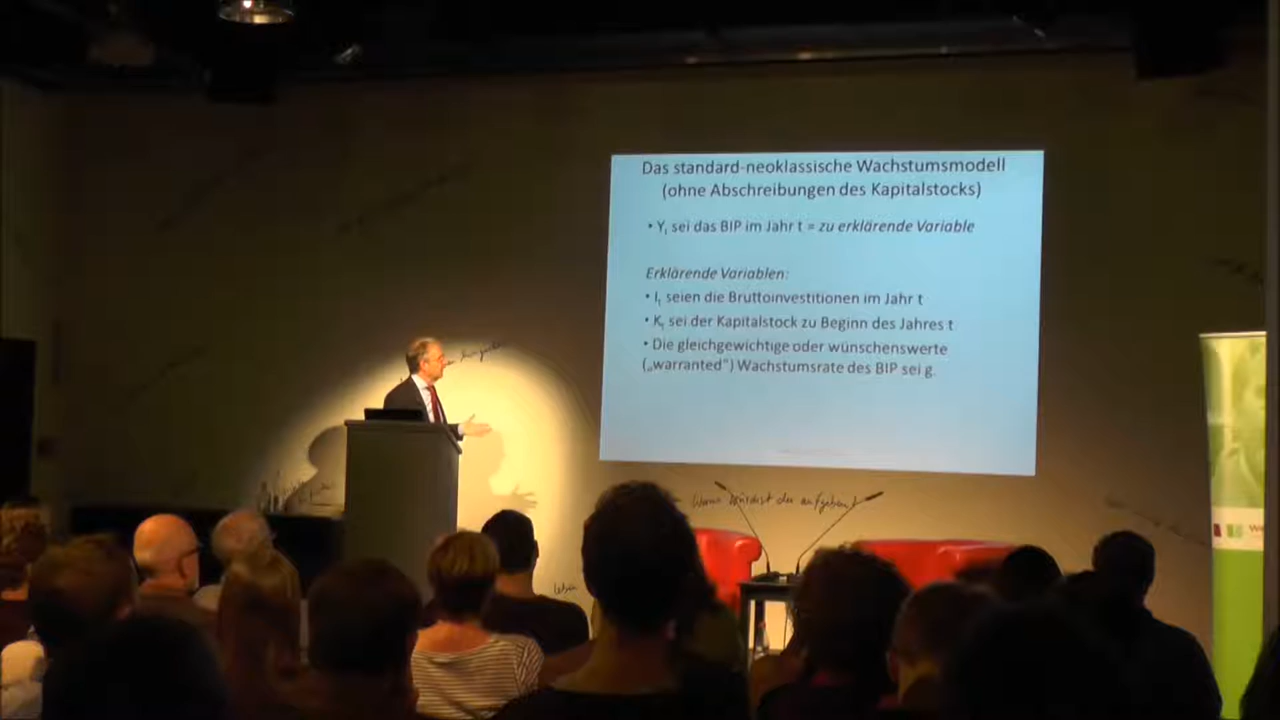 Das standard-neoklassische Wachstumsmodell
(ohne Abschreibungen des Kapitalstocks)
• Yt sei das BIP im Jahr t = zu erklärende Variable
Erklärende Variablen:
• It seien die Bruttoinvestitionen im Jahr t
• Kt sei der Kapitalstock zu Beginn des Jahres t
• Die gleichgewichtige oder wünschenswerte
(„warranted“) Wachstumsrate des BIP sei g.